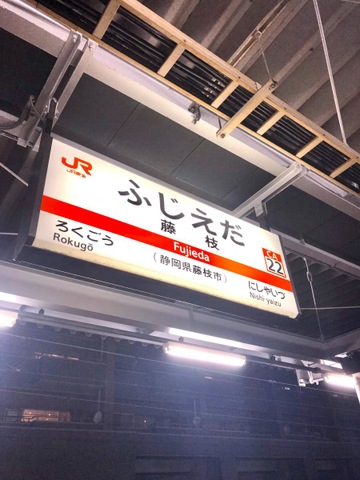 JR
JR東海
ふじえだ
藤枝
Fujieda
(静岡県藤枝市)
CA
22
ろくごう
Rokugō
にしやいづ
Nishi-yaizu